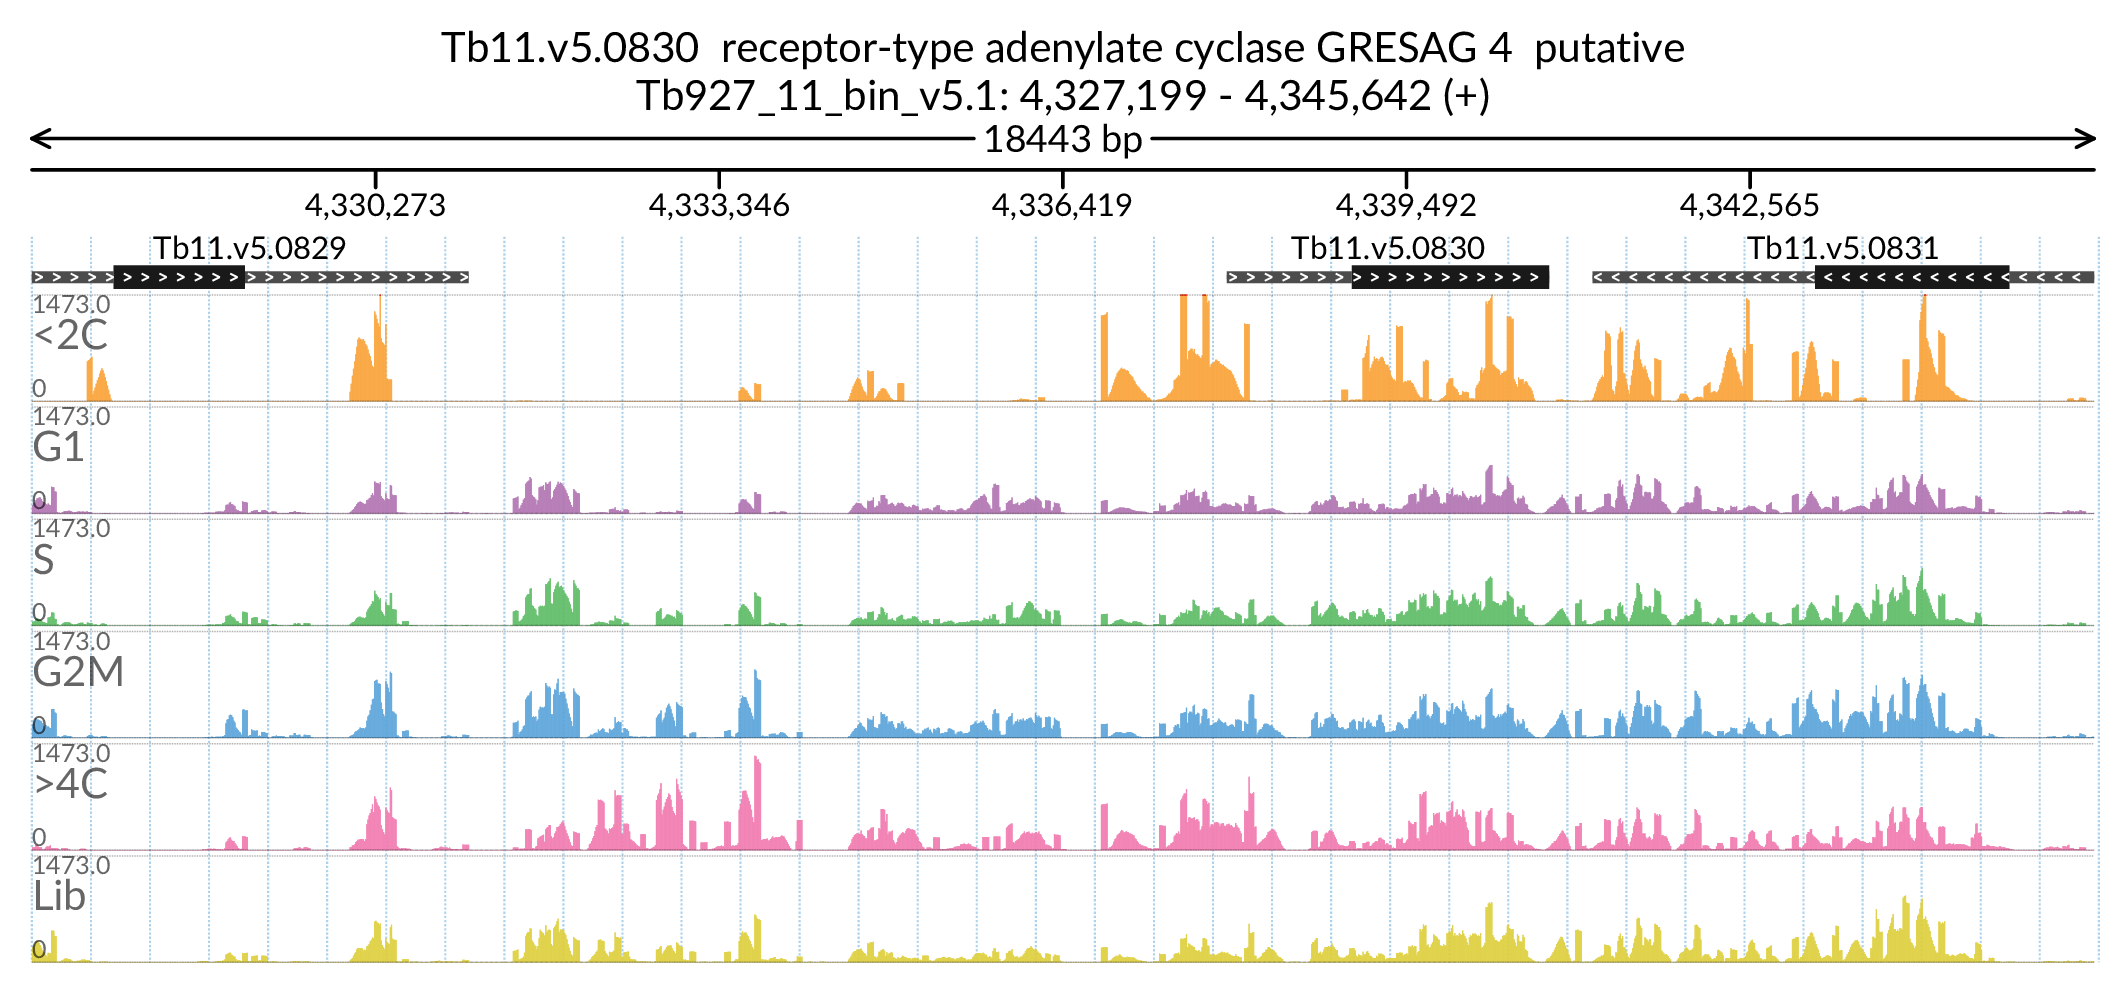 Tb11.v5.0830  receptor-type adenylate cyclase GRESAG 4  putative
Tb927_11_bin_v5.1: 4,327,199 - 4,345,642 (+)
18443 bp
4,330,273 4,333,346 4,336,419 4,339,492 4,342,565
Tb11.v5.0829 Tb11.v5.0830 Tb11.v5.0831
1473.0
<2C
0
1473.0
G1
0
1473.0
S
0
1473.0
G2M
0
1473.0
>4C
0
1473.0
Lib
0